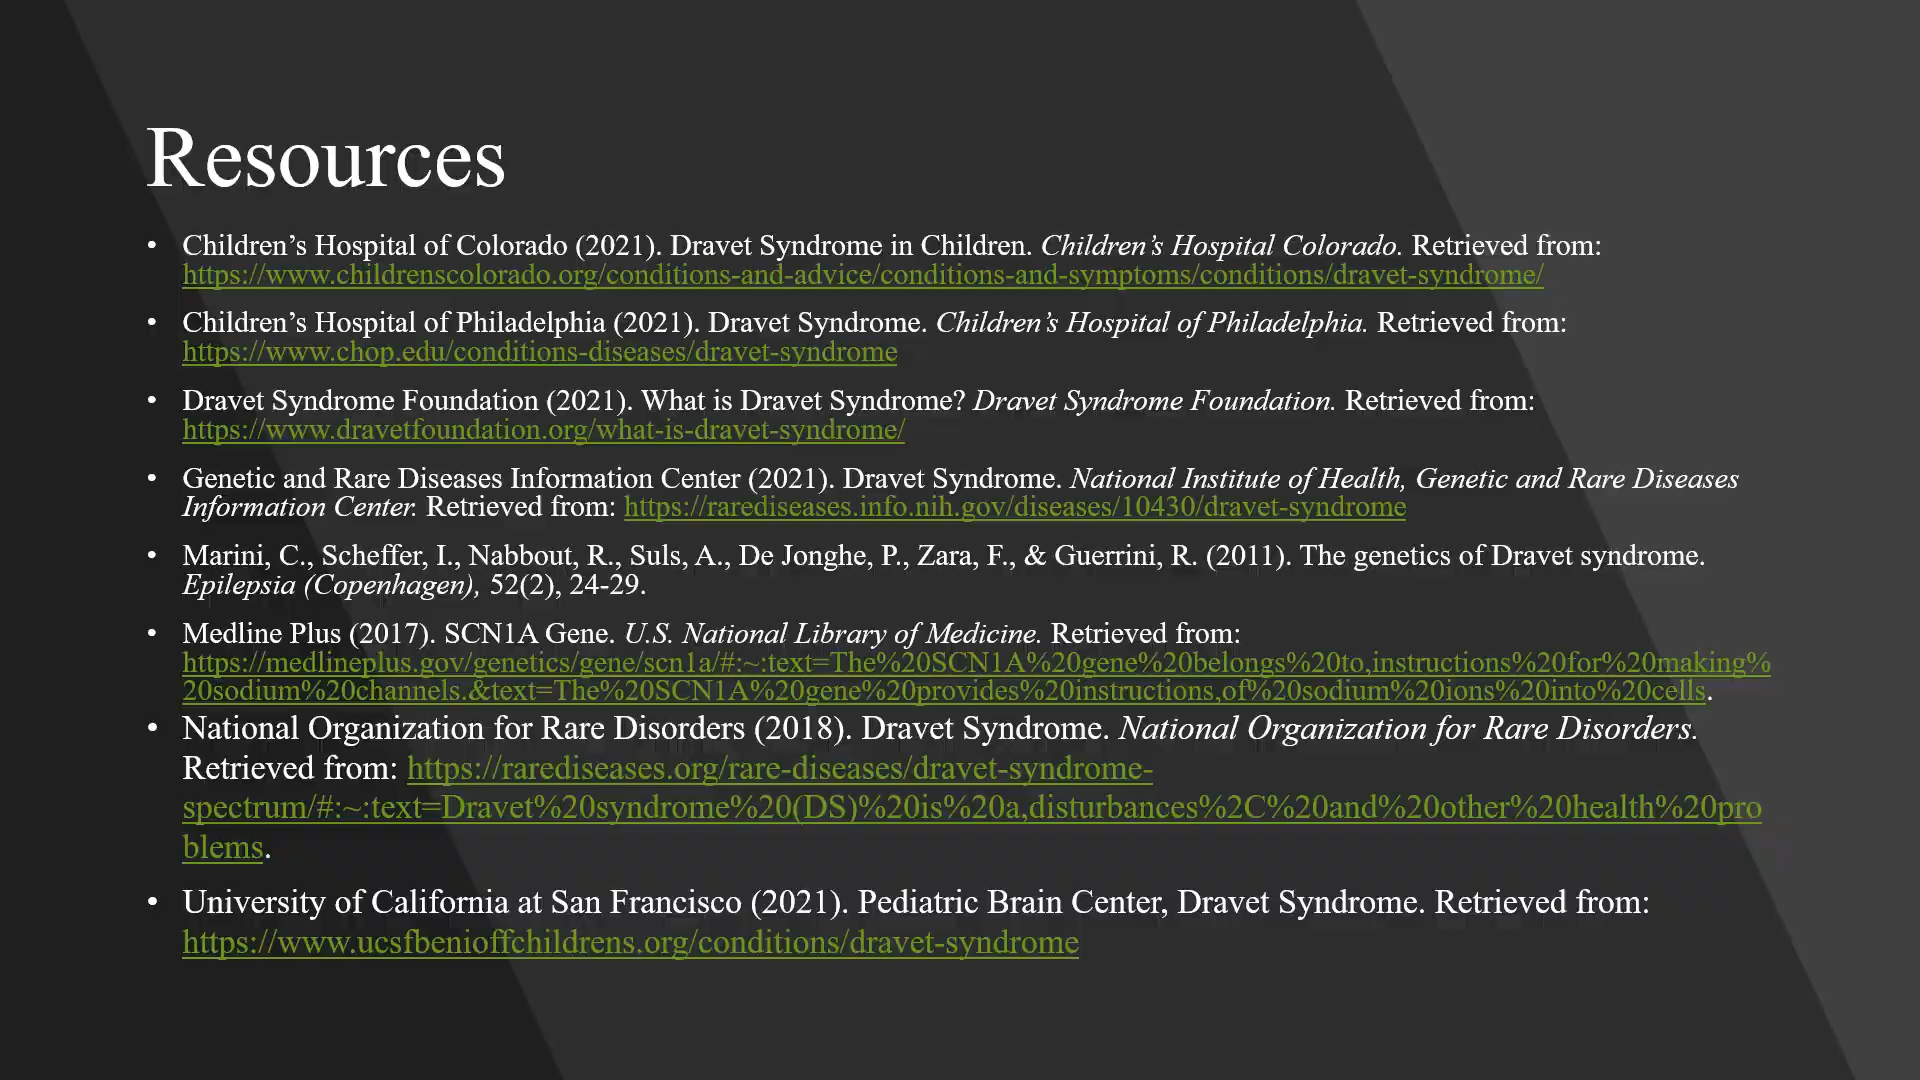 Resources
• Children’s Hospital of Colorado (2021). Dravet Syndrome in Children. Children’s Hospital Colorado. Retrieved from:
https://www.childrenscolorado.org/conditions-and-advice/conditions-and-symptoms/conditions/dravet-syndrome/
• Children’s Hospital of Philadelphia (2021). Dravet Syndrome. Children’s Hospital of Philadelphia. Retrieved from:
https://www.chop.edu/conditions-diseases/dravet-syndrome
• Dravet Syndrome Foundation (2021). What is Dravet Syndrome? Dravet Syndrome Foundation. Retrieved from:
https://www.dravetfoundation.org/what-is-dravet-syndrome/
• Genetic and Rare Diseases Information Center (2021). Dravet Syndrome. National Institute of Health, Genetic and Rare Diseases
Information Center. Retrieved from: https://rarediseases.info.nih.gov/diseases/10430/dravet-syndrome
• Marini, C., Scheffer, I., Nabbout, R., Suls, A., De Jonghe, P., Zara, F., & Guerrini, R. (2011). The genetics of Dravet syndrome.
Epilepsia (Copenhagen), 52(2), 24-29.
• Medline Plus (2017). SCN1A Gene. U.S. National Library of Medicine. Retrieved from:
https://medlineplus.gov/genetics/gene/scn1a/#:~:text=The%20SCN1A%20gene%20belongs%20to,instructions%20for%20making%
20sodium%20channels.&text=The%20SCN1A%20gene%20provides%20instructions,of%20sodium%20ions%20into%20cells.
• National Organization for Rare Disorders (2018). Dravet Syndrome. National Organization for Rare Disorders.
Retrieved from: https://rarediseases.org/rare-diseases/dravet-syndrome-
spectrum/#:~:text=Dravet%20syndrome%20(DS)%20is%20a,disturbances%2C%20and%20other%20health%20pro
blems.
• University of California at San Francisco (2021). Pediatric Brain Center, Dravet Syndrome. Retrieved from:
https://www.ucsfbenioffchildrens.org/conditions/dravet-syndrome